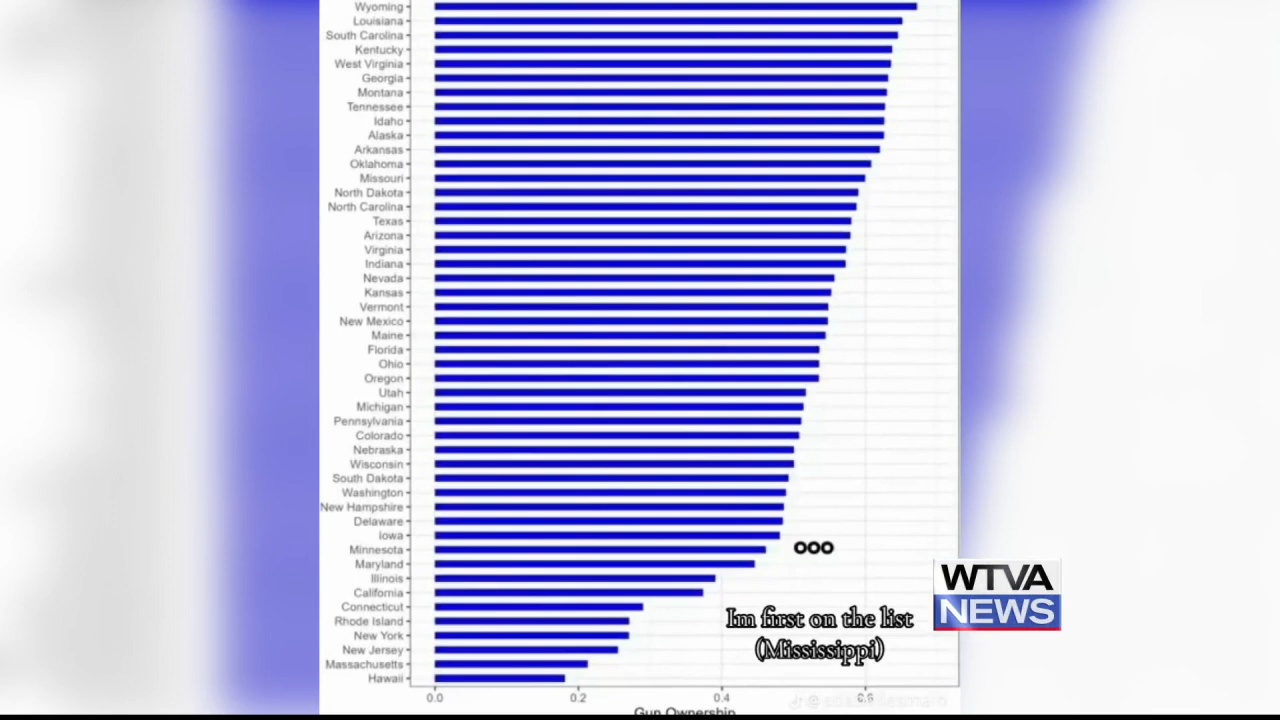 Wyoming
Louisiana
South Carolina
Kentucky
West Virginia
Georgia
Montana
Tennessee
Idaho
Alaska
Arkansas
Oklahoma
Missouri
North Dakota
North Carolina
Texas
Arizona
Virginia
Indiana
Nevada
Kansas
Vermont
New Mexico
Maine
Florida
Ohio
Oregon
Utah
Michigan
Pennsylvania
Colorado
Nebraska
Wisconsin
South Dakota
Washington
New Hampshire
Delaware
Iowa
Minnesota
ooo
Maryland
Illinois
California
Connecticut
Rhode Island
New York
New Jersey
Massachusetts
Hawaii
Im first on the list
(Mississippi)
WTVA
NEWS
0.0 0.2 0.4 0.6
Gun Ownership